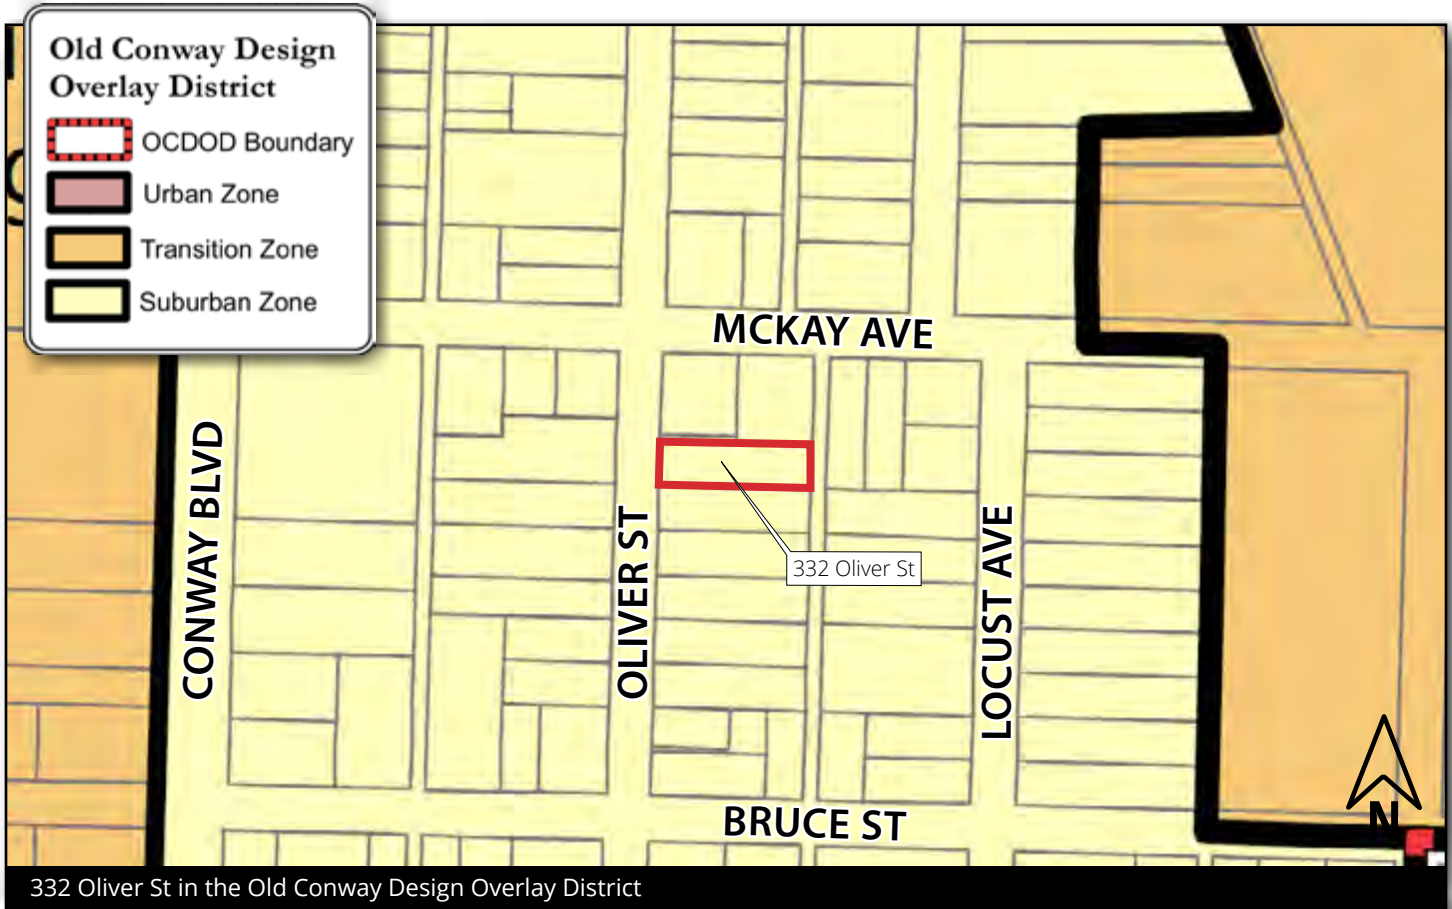 Old Conway Design
Overlay District
OCDOD Boundary
Urban Zone
Transition Zone
Suburban Zone
MCKAY AVE
CONWAY BLVD
OLIVER ST
332 Oliver St
LOCUST AVE
BRUCE ST
N
332 Oliver St in the Old Conway Design Overlay District